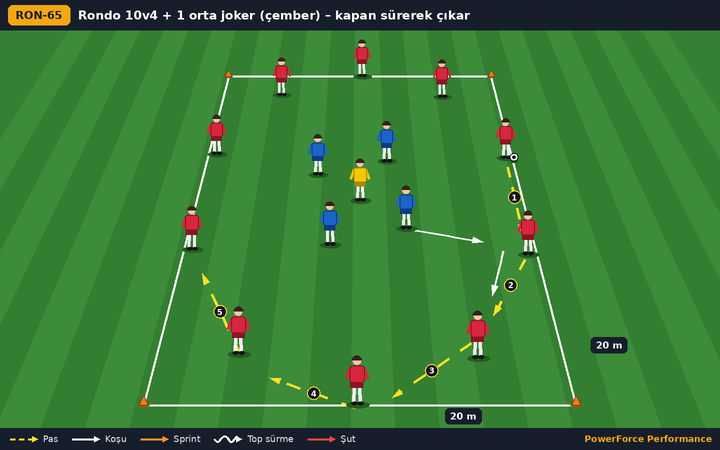 RON-65 Rondo 10v4 + 1 orta joker (çember) – kapan sürerek çıkar
1
2
5
20 m
3
4
20 m
Pas Koşu Sprint Top sürme Şut PowerForce Performance